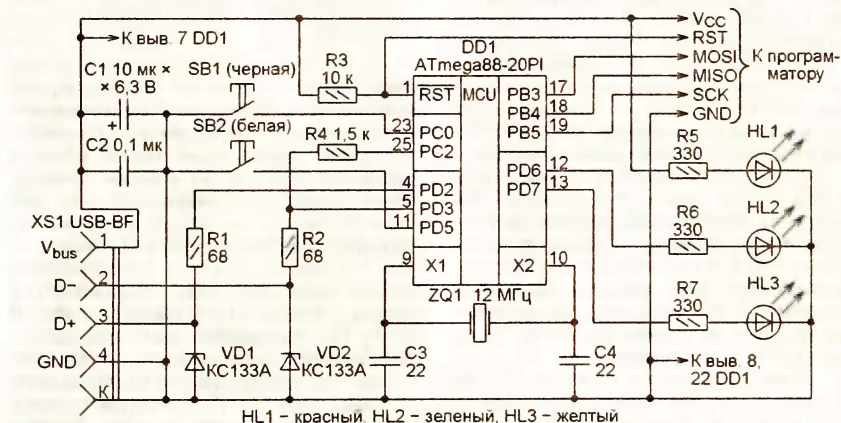 К выв. 7 DD1
C1 10 мк ×
× 6,3 В
SB1 (черная)
R3
10 к
DD1
ATmega88-20PI
VCC
RST
MOSI
MISO
SCK
GND
К програм-
матору
1
RST
MCU
PB3
17
PB4
18
PB5
19
SB2 (белая)
+
C2 0,1 мк
R4 1,5 к
23
PC0
25
PC2
4
PD2
5
PD3
11
PD5
PD6
12
PD7
13
R5
330
HL1
R6
330
HL2
R7
330
HL3
XS1 USB-BF
Vbus
1
D−
2
D+
3
GND
4
К
R1
68
R2
68
9
X1
X2
10
ZQ1
12 МГц
VD1
КС133А
VD2
КС133А
C3
22
C4
22
К выв. 8,
22 DD1
HL1 – красный, HL2 – зеленый, HL3 – желтый